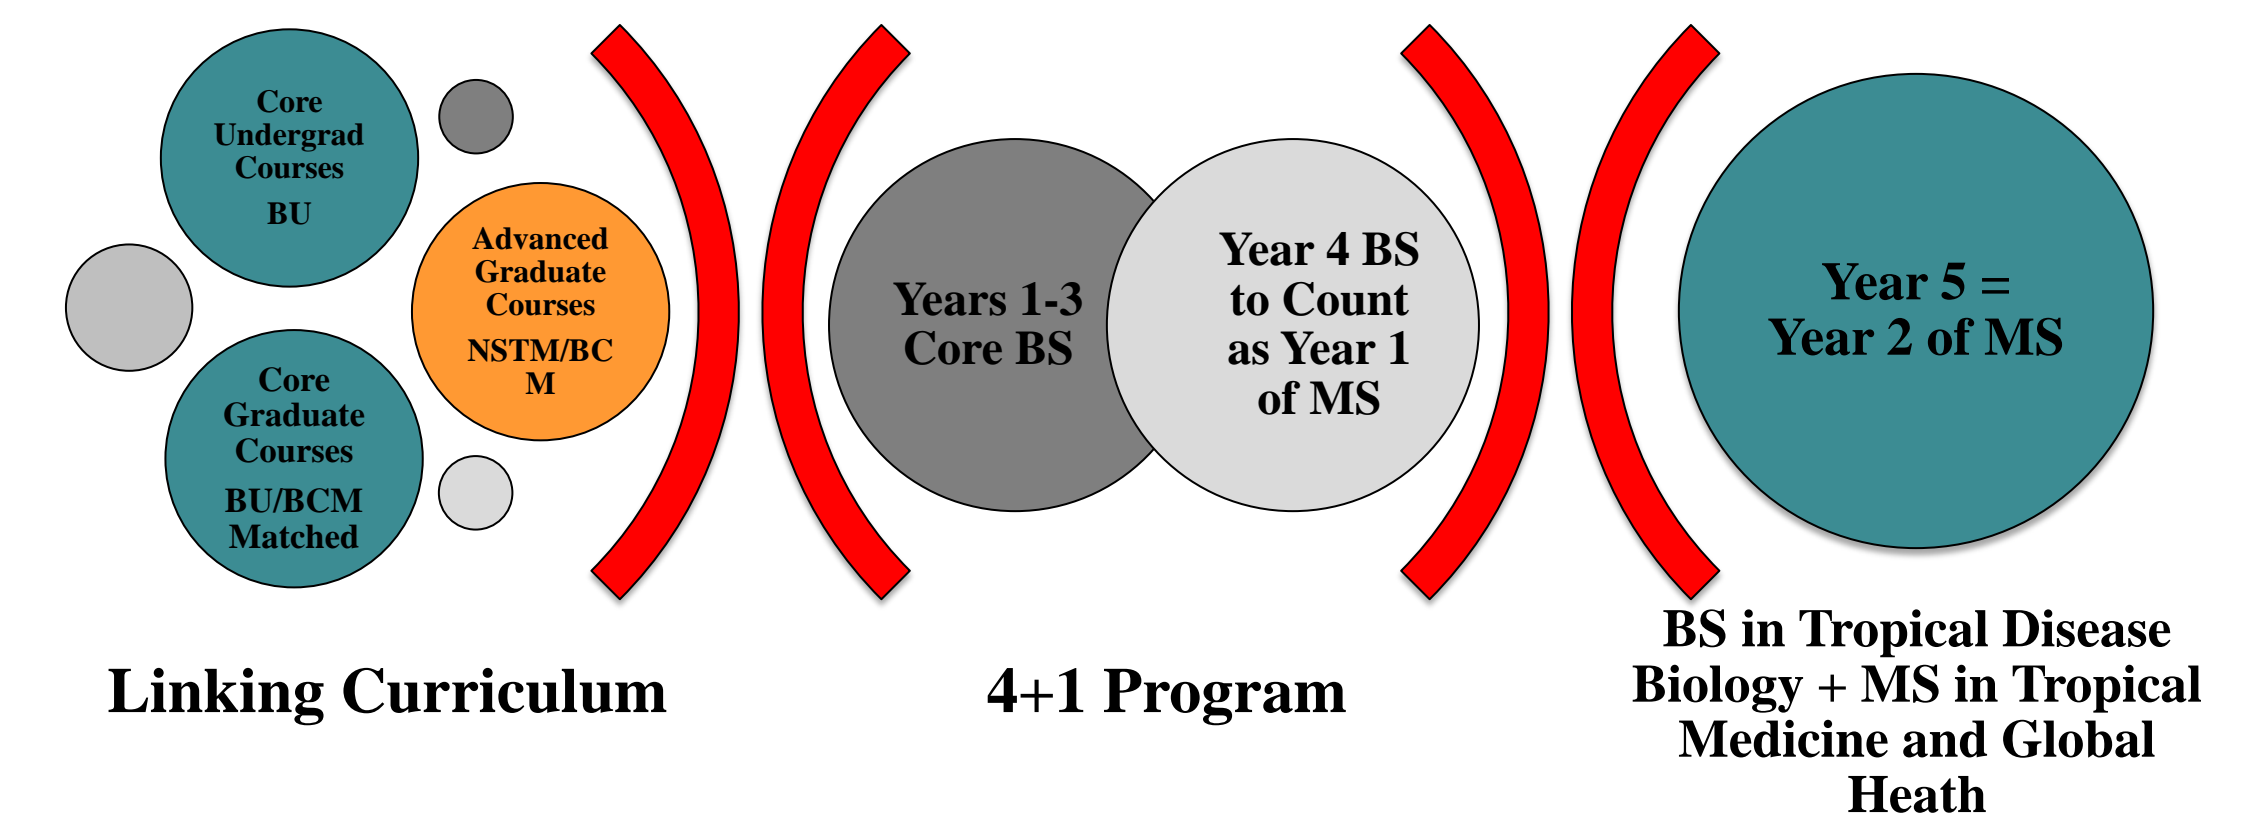 Core
Undergrad
Courses
BU
Advanced
Graduate
Courses
NSTM/BC
M
Core
Graduate
Courses
BU/BCM
Matched
Linking Curriculum
Years 1-3
Core BS
Year 4 BS
to Count
as Year 1
of MS
4+1 Program
Year 5 =
Year 2 of MS
BS in Tropical Disease
Biology + MS in Tropical
Medicine and Global
Heath